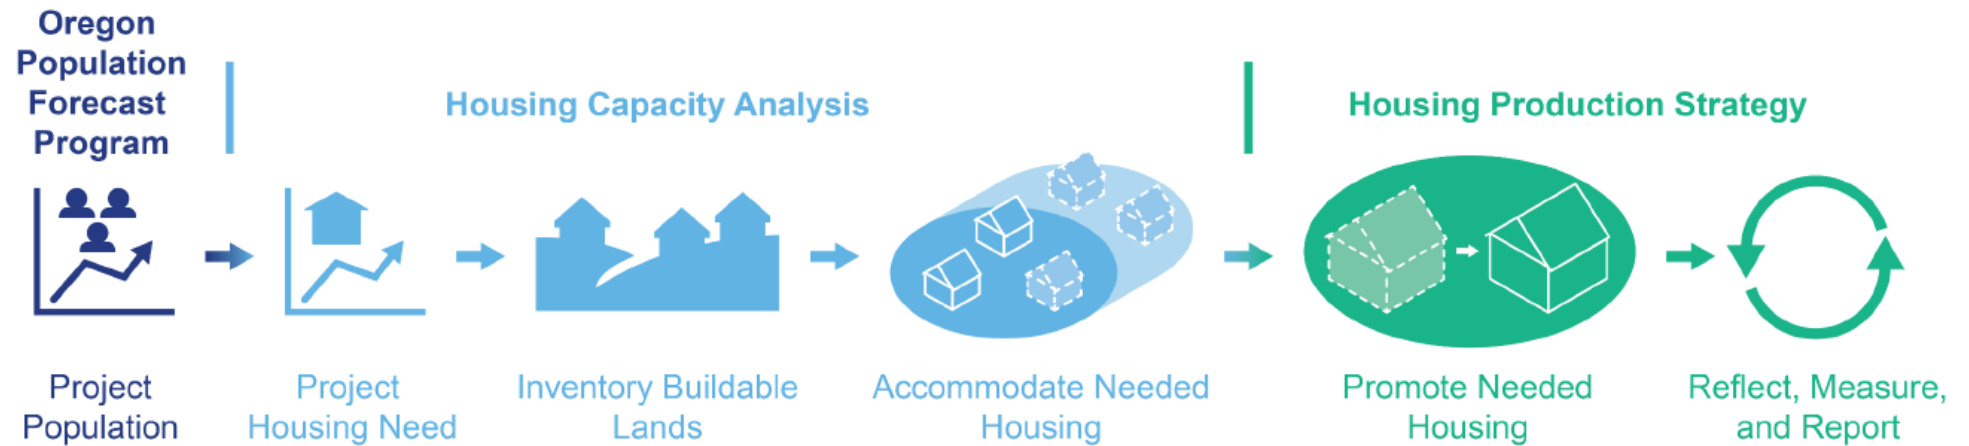 Oregon
Population
Forecast
Program
Housing Capacity Analysis
Housing Production Strategy
Project
Population
Project
Housing Need
Inventory Buildable
Lands
Accommodate Needed
Housing
Promote Needed
Housing
Reflect, Measure,
and Report